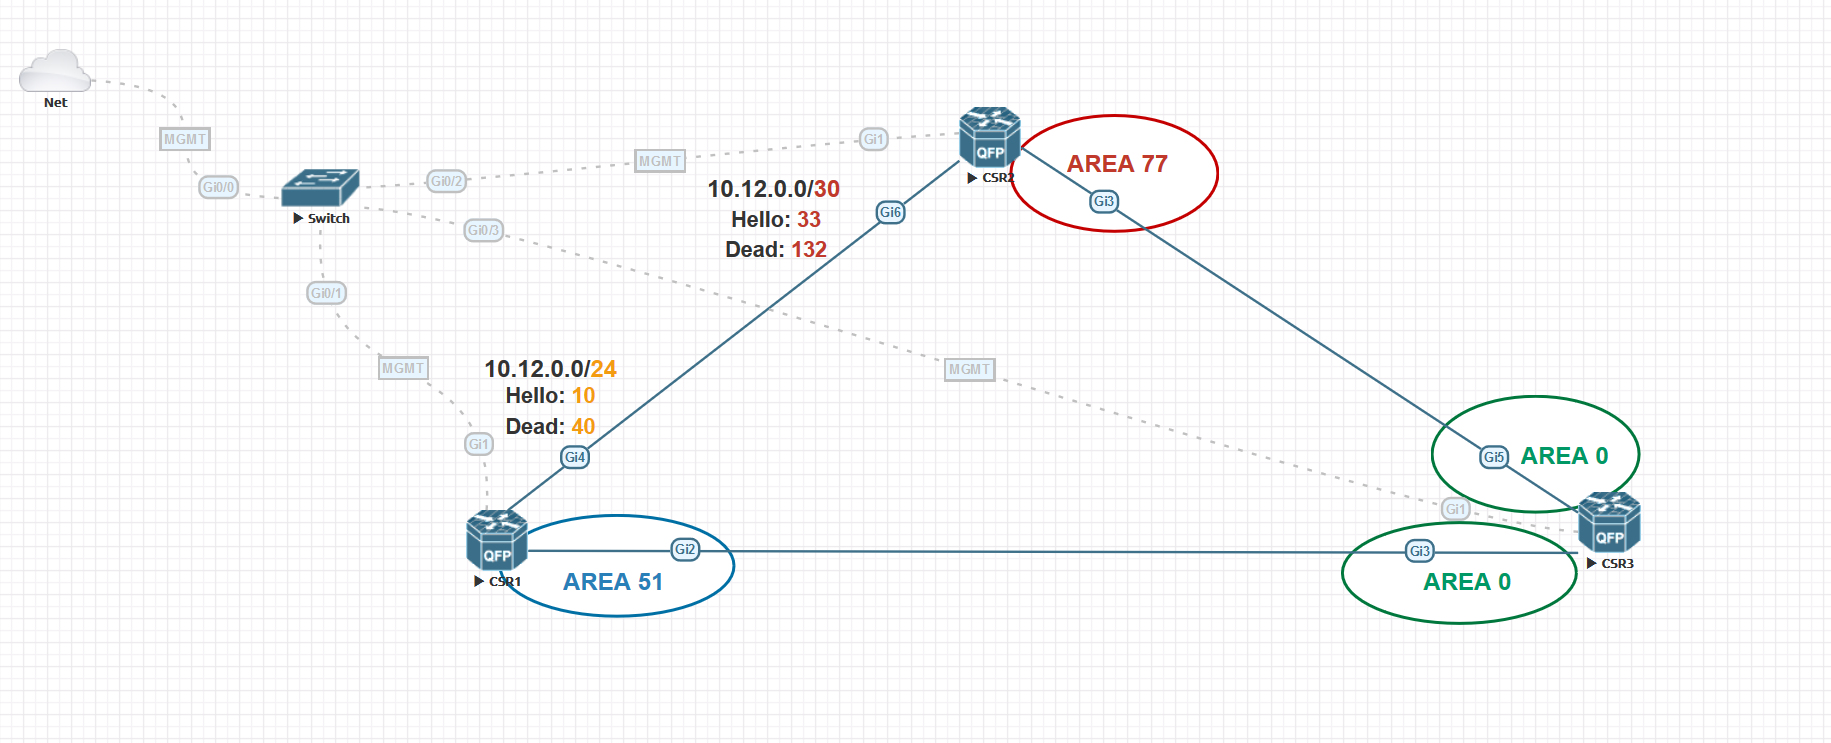 Net
MGMT
Gi0/0
Switch
Gi0/2
MGMT
Gi1
QFP
CSR2
AREA 77
Gi3
10.12.0.0/30
Hello: 33
Dead: 132
Gi6
Gi0/3
Gi0/1
MGMT
MGMT
10.12.0.0/24
Hello: 10
Dead: 40
Gi1
Gi4
Gi5
AREA 0
Gi1
QFP
CSR3
QFP
CSR1
Gi2
AREA 51
Gi3
AREA 0